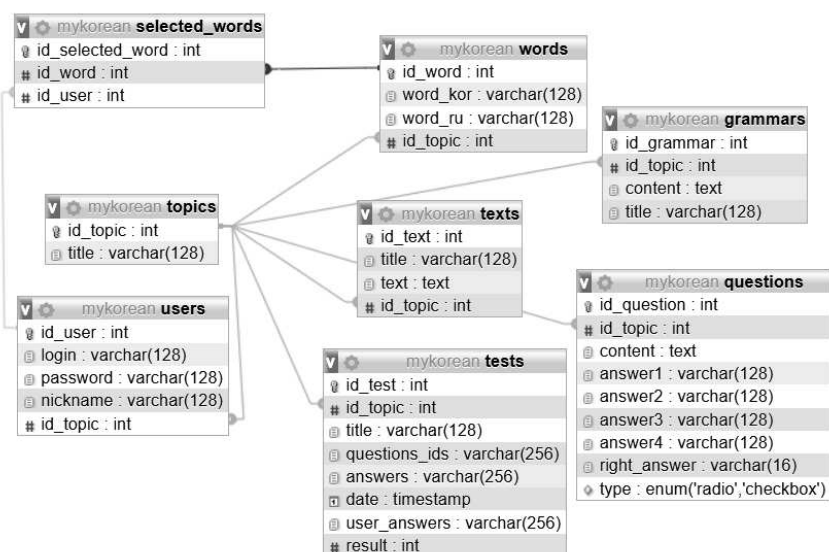 mykorean selected_words
id_selected_word : int
id_word : int
id_user : int
mykorean words
id_word : int
word_kor : varchar(128)
word_ru : varchar(128)
id_topic : int
mykorean grammars
id_grammar : int
id_topic : int
content : text
title : varchar(128)
mykorean topics
id_topic : int
title : varchar(128)
mykorean texts
id_text : int
title : varchar(128)
text : text
id_topic : int
mykorean users
id_user : int
login : varchar(128)
password : varchar(128)
nickname : varchar(128)
id_topic : int
mykorean questions
id_question : int
id_topic : int
content : text
answer1 : varchar(128)
answer2 : varchar(128)
answer3 : varchar(128)
answer4 : varchar(128)
right_answer : varchar(16)
type : enum('radio','checkbox')
mykorean tests
id_test : int
id_topic : int
title : varchar(128)
questions_ids : varchar(256)
answers : varchar(256)
date : timestamp
user_answers : varchar(256)
result : int